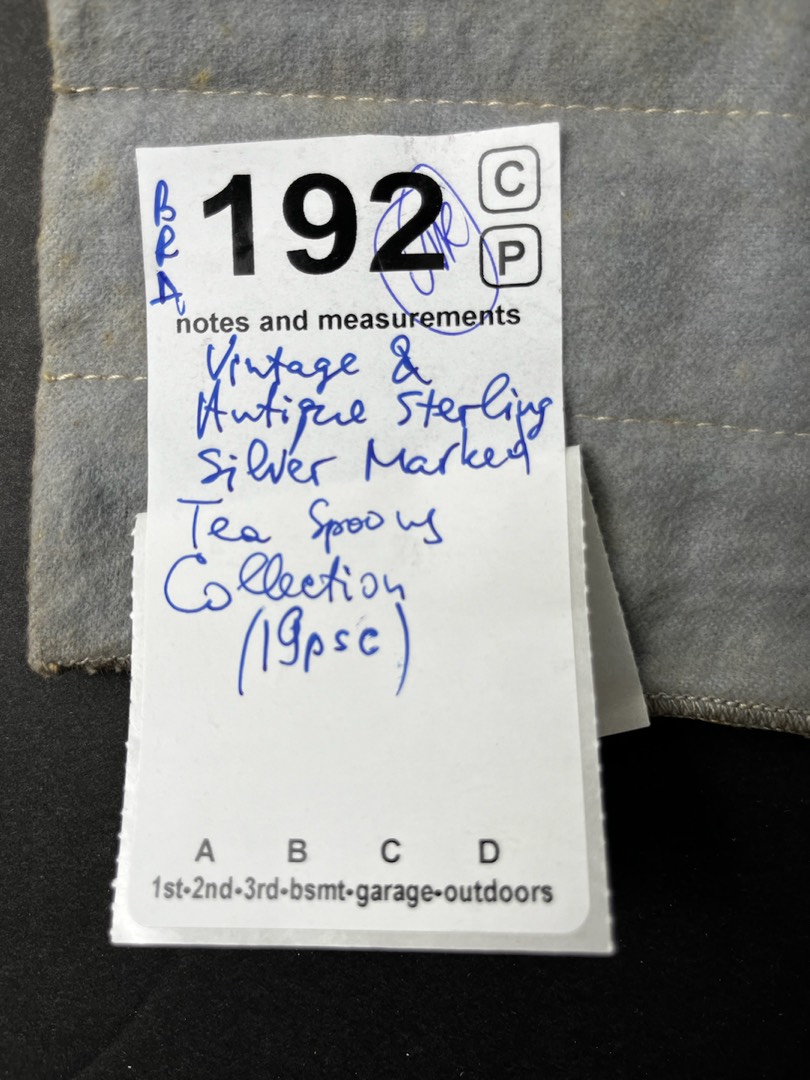 B
R
A
192
C
P
notes and measurements
Vintage &
Antique Sterling
Silver Marked
Tea Spoons
Collection
(19psc)
A B C D
1st•2nd•3rd•bsmt•garage•outdoors